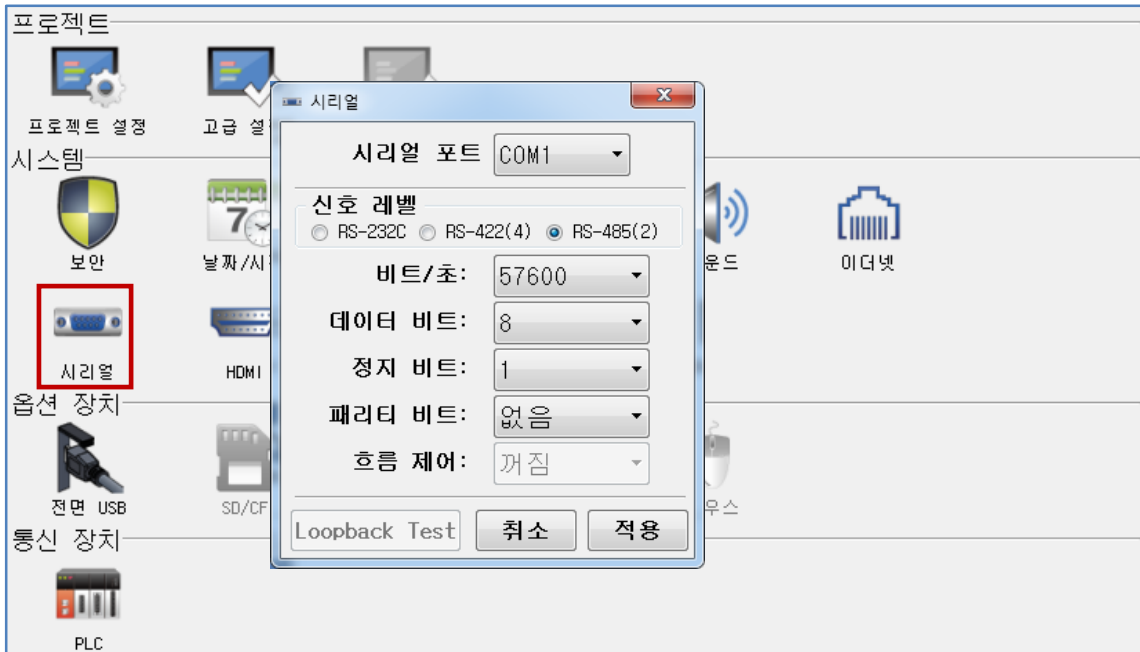 프로젝트
프로젝트 설정
고급 설
시스템
보안
날짜/시
운드
이더넷
시리얼
HDMI
옵션 장치
전면 USB
SD/CF
우스
통신 장치
PLC
시리얼
시리얼 포트 COM1
신호 레벨
RS-232C RS-422(4) RS-485(2)
비트/초: 57600
데이터 비트: 8
정지 비트: 1
패리티 비트: 없음
흐름 제어: 꺼짐
Loopback Test 취소 적용
7